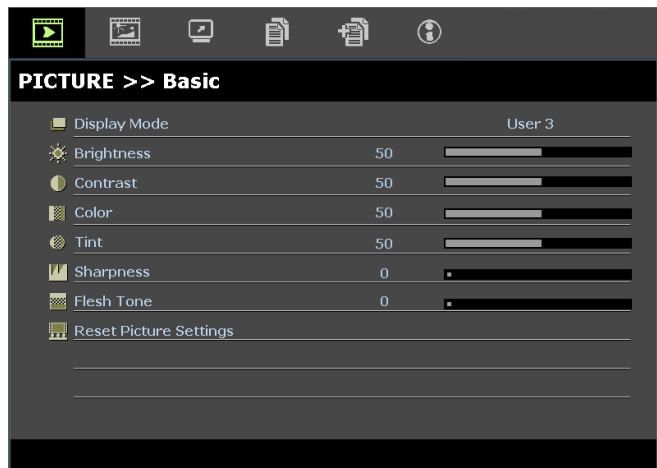 PICTURE >> Basic
Display Mode User 3
Brightness 50
Contrast 50
Color 50
Tint 50
Sharpness 0
Flesh Tone 0
Reset Picture Settings